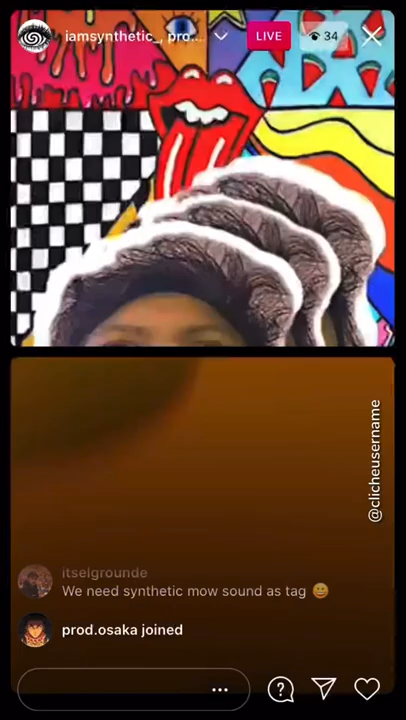 iamsynthetic_, pro...
LIVE
34
@clicheusername
itselgrounde
We need synthetic mow sound as tag
prod.osaka joined